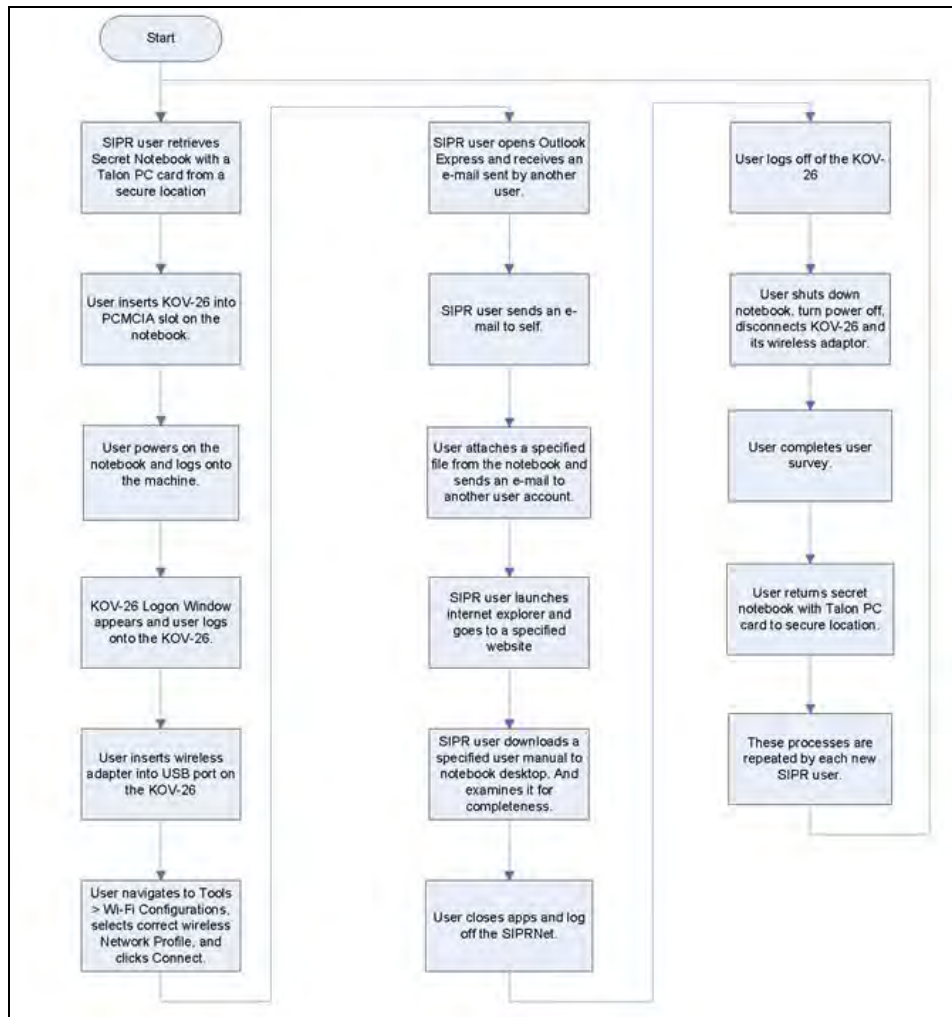 Start
SIPR user retrieves
Secret Notebook with a
Talon PC card from a
secure location
User inserts KOV-26 into
PCMCIA slot on the
notebook.
User powers on the
notebook and logs onto
the machine.
KOV-26 Logon Window
appears and user logs
onto the KOV-26.
User inserts wireless
adapter into USB port on
the KOV-26
User navigates to Tools
> Wi-Fi Configurations,
selects correct wireless
Network Profile, and
clicks Connect.
SIPR user opens Outlook
Express and receives an
e-mail sent by another
user.
SIPR user sends an e-
mail to self.
User attaches a specified
file from the notebook and
sends an e-mail to
another user account.
SIPR user launches
internet explorer and
goes to a specified
website
SIPR user downloads a
specified user manual to
notebook desktop. And
examines it for
completeness.
User closes apps and log
off the SIPRNet.
User logs off of the KOV-
26
User shuts down
notebook, turn power off,
disconnects KOV-26 and
its wireless adaptor.
User completes user
survey.
User returns secret
notebook with Talon PC
card to secure location.
These processes are
repeated by each new
SIPR user.